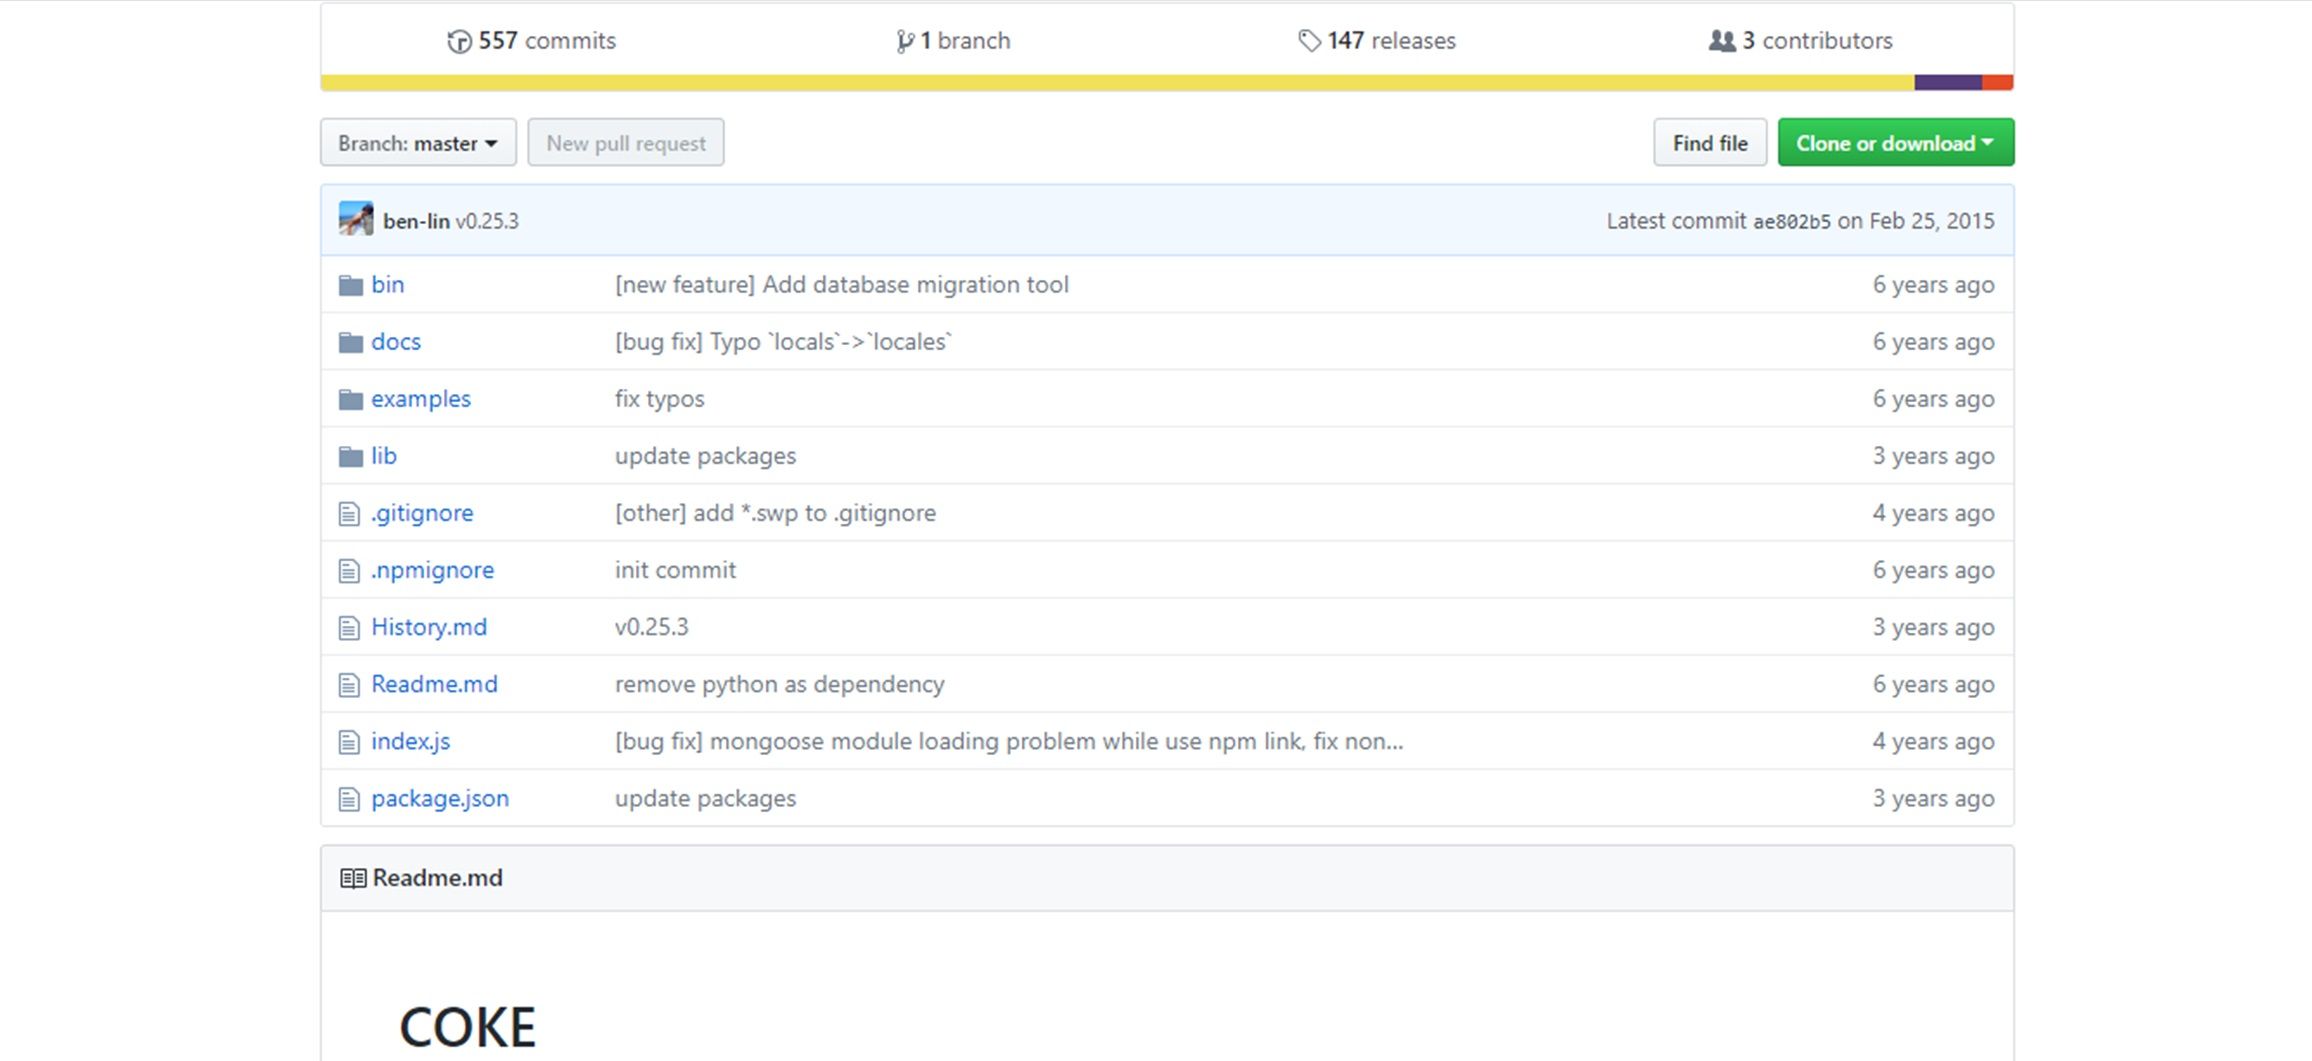 557 commits 1 branch 147 releases 3 contributors
Branch: master New pull request Find file Clone or download
ben-lin v0.25.3 Latest commit ae802b5 on Feb 25, 2015
bin [new feature] Add database migration tool 6 years ago
docs [bug fix] Typo `locals`->`locales` 6 years ago
examples fix typos 6 years ago
lib update packages 3 years ago
.gitignore [other] add *.swp to .gitignore 4 years ago
.npmignore init commit 6 years ago
History.md v0.25.3 3 years ago
Readme.md remove python as dependency 6 years ago
index.js [bug fix] mongoose module loading problem while use npm link, fix non... 4 years ago
package.json update packages 3 years ago
Readme.md
COKE